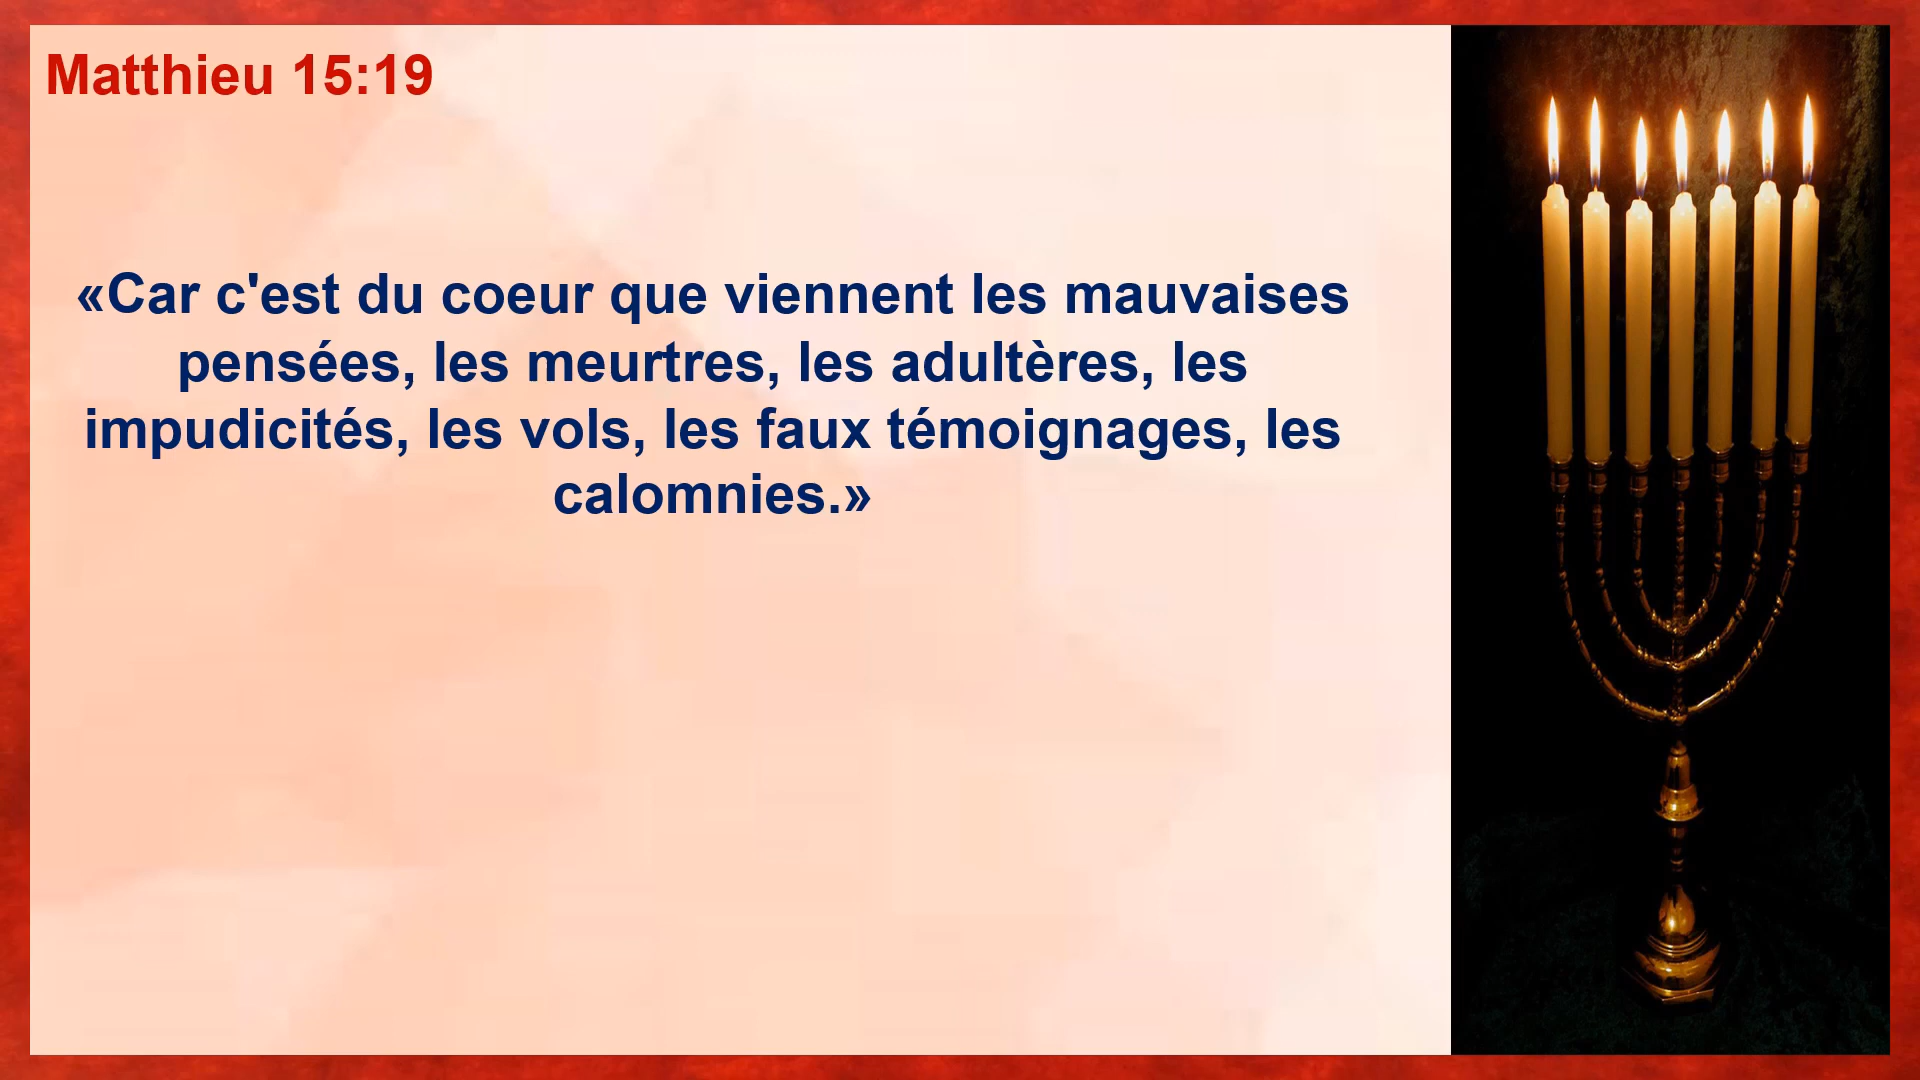 Matthieu 15:19
«Car c'est du coeur que viennent les mauvaises
pensées, les meurtres, les adultères, les
impudicités, les vols, les faux témoignages, les
calomnies.»